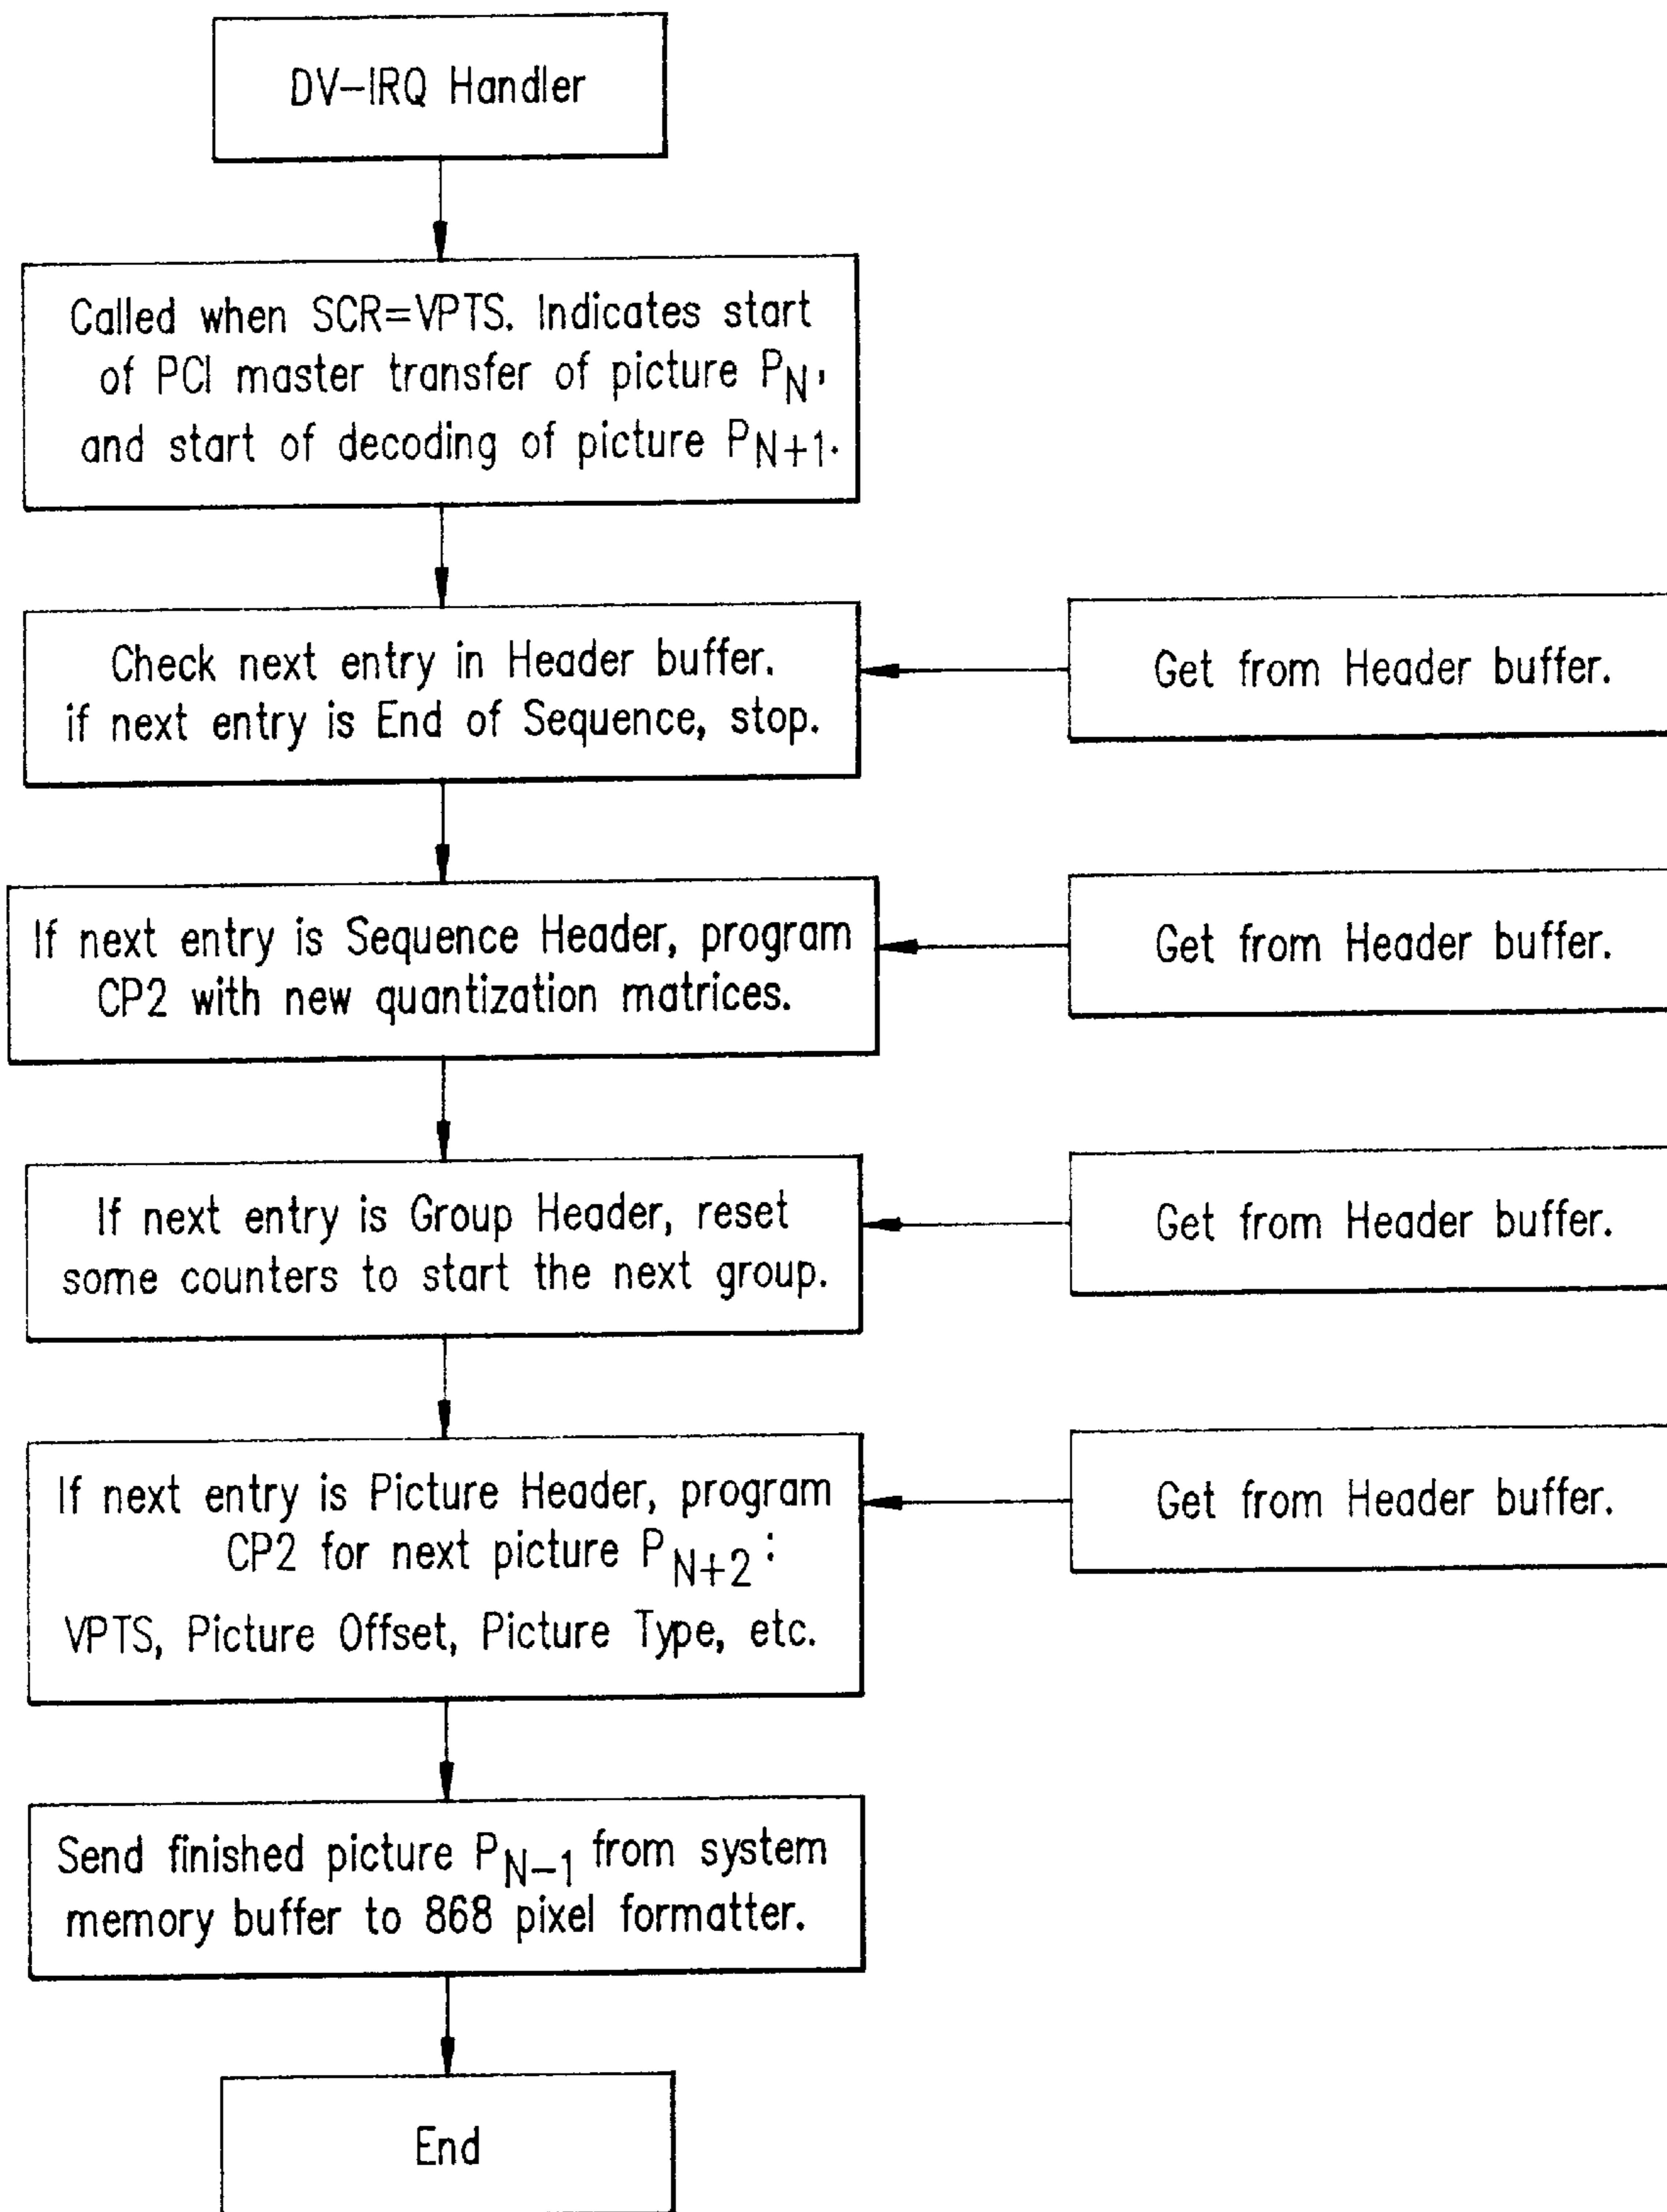 DV-IRQ Handler
Called when SCR=VPTS. Indicates start
of PCI master transfer of picture PN,
and start of decoding of picture PN+1.
Check next entry in Header buffer.
if next entry is End of Sequence, stop.
Get from Header buffer.
If next entry is Sequence Header, program
CP2 with new quantization matrices.
Get from Header buffer.
If next entry is Group Header, reset
some counters to start the next group.
Get from Header buffer.
If next entry is Picture Header, program
CP2 for next picture PN+2:
VPTS, Picture Offset, Picture Type, etc.
Get from Header buffer.
Send finished picture PN-1 from system
memory buffer to 868 pixel formatter.
End